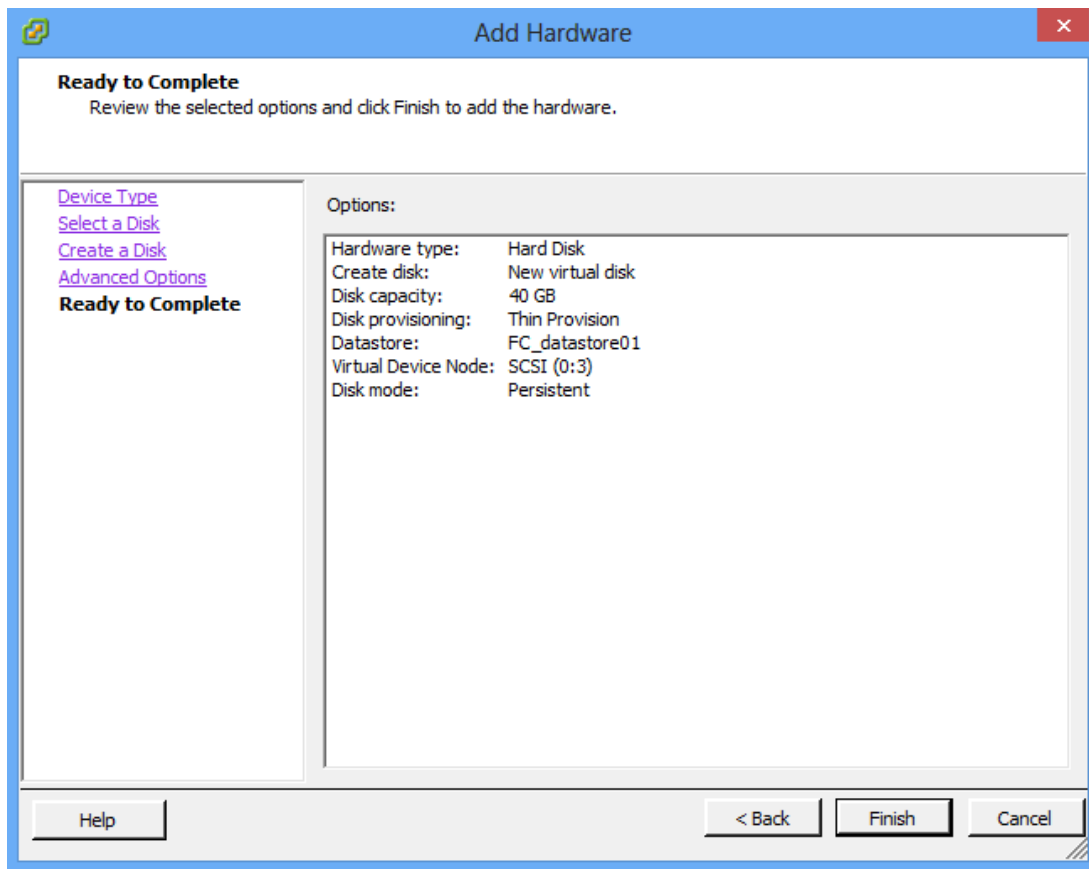 Add Hardware
Ready to Complete
Review the selected options and click Finish to add the hardware.
Device Type
Select a Disk
Create a Disk
Advanced Options
Ready to Complete
Options:
Hardware type: Hard Disk
Create disk: New virtual disk
Disk capacity: 40 GB
Disk provisioning: Thin Provision
Datastore: FC_datastore01
Virtual Device Node: SCSI (0:3)
Disk mode: Persistent
Help
< Back
Finish
Cancel